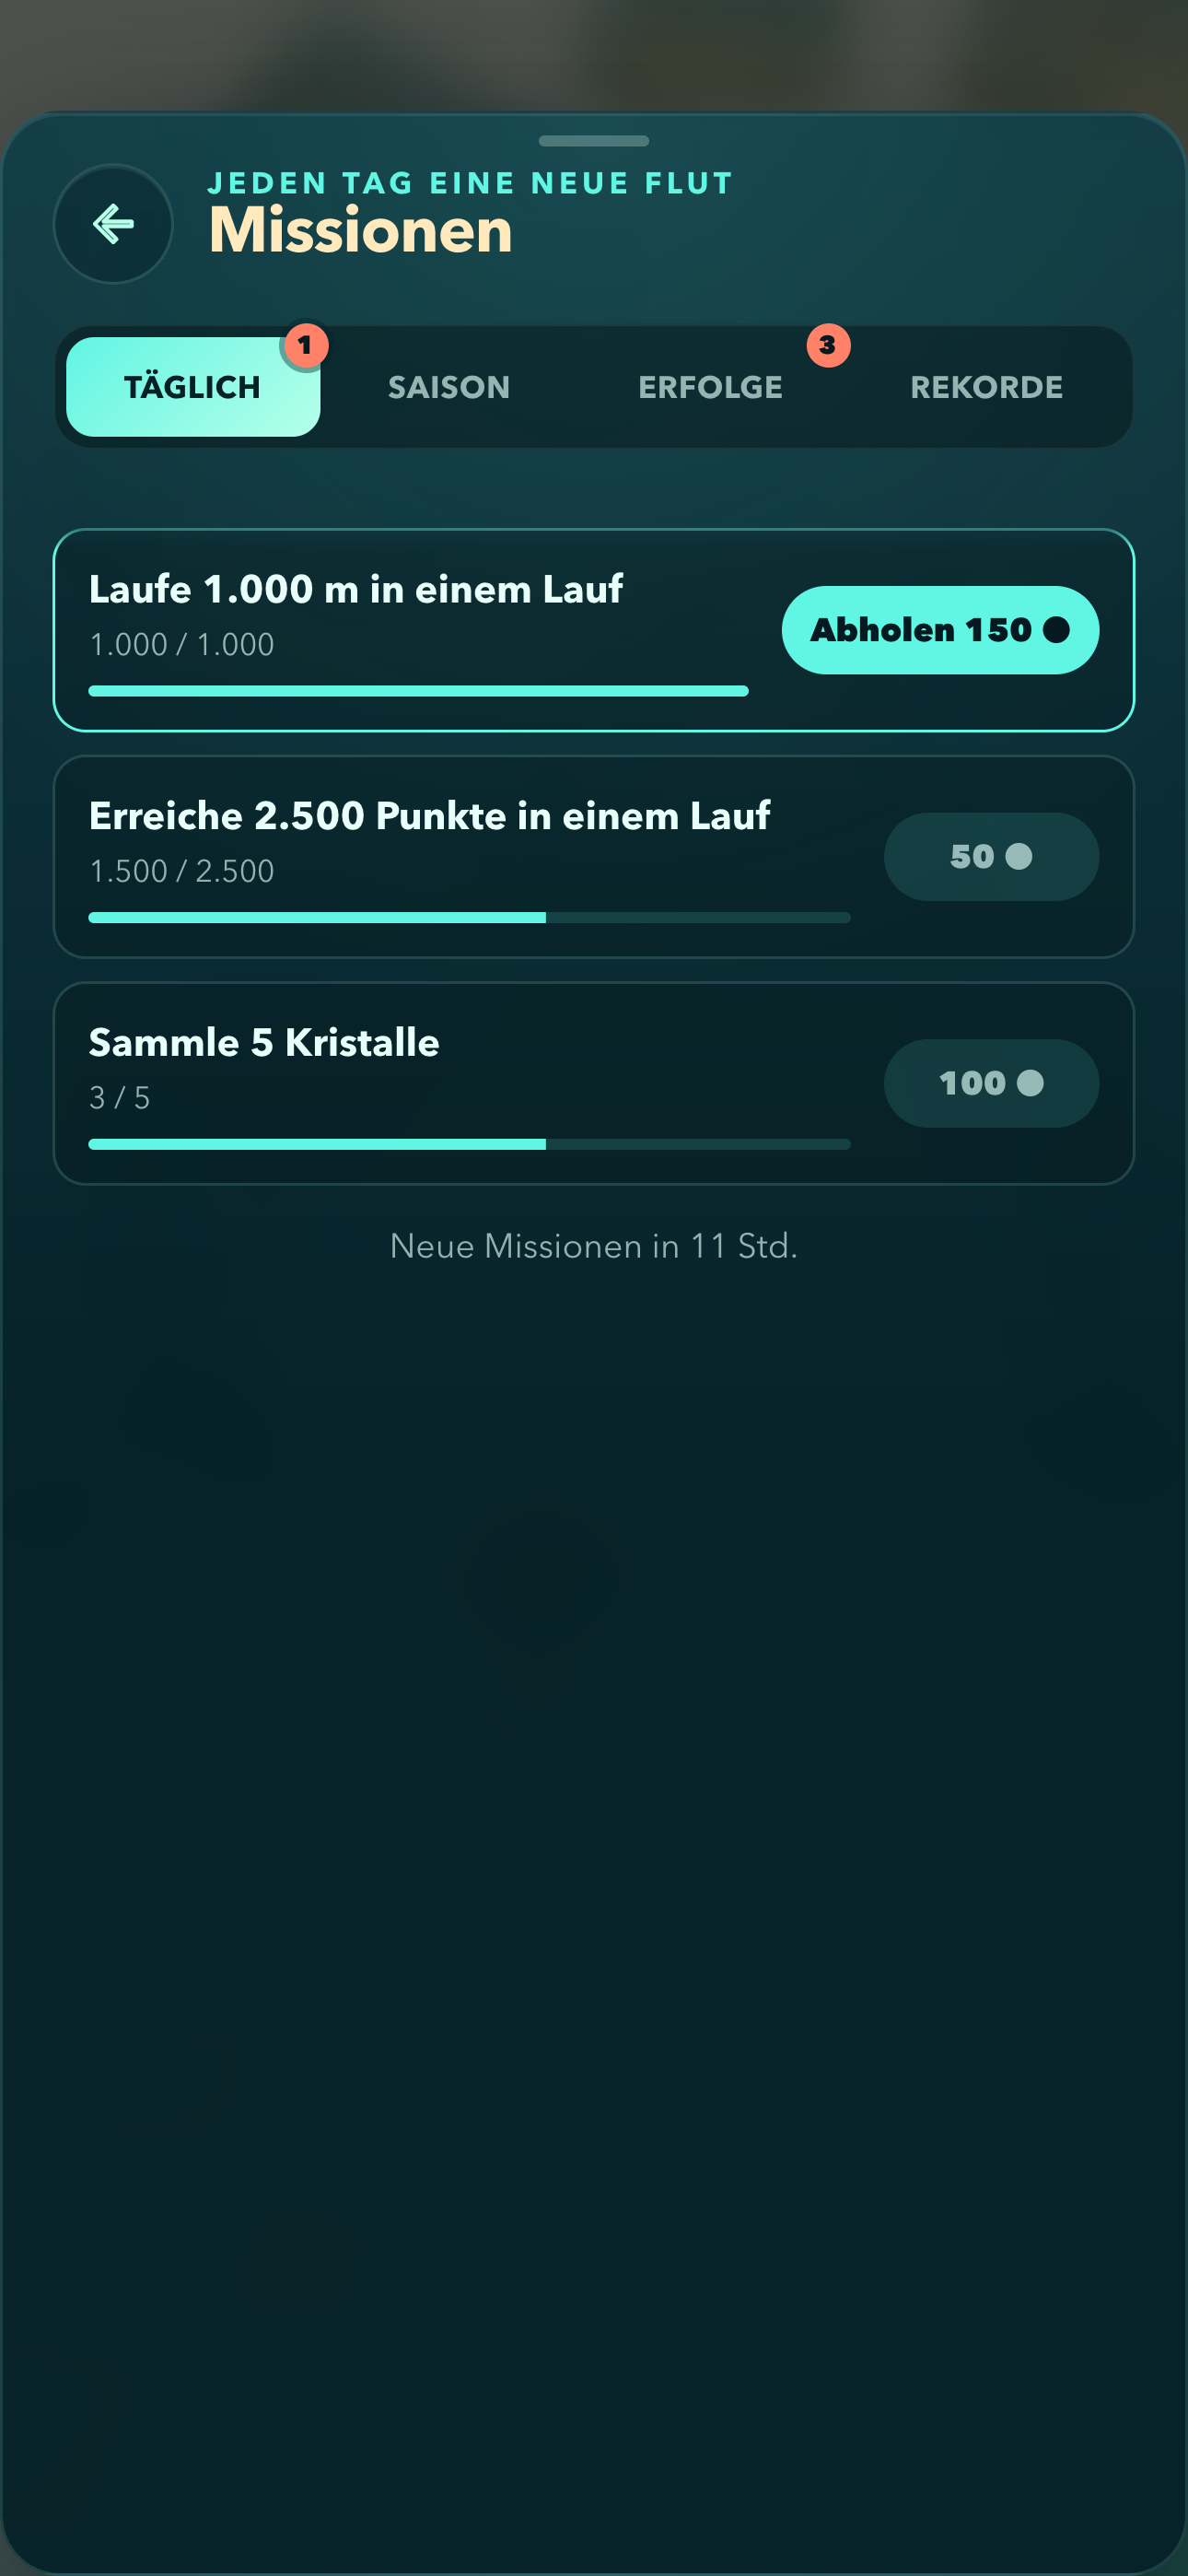 JEDEN TAG EINE NEUE FLUT
Missionen
TÄGLICH 1 SAISON ERFOLGE 3 REKORDE
Laufe 1.000 m in einem Lauf
1.000 / 1.000
Abholen 150
Erreiche 2.500 Punkte in einem Lauf
1.500 / 2.500
50
Sammle 5 Kristalle
3 / 5
100
Neue Missionen in 11 Std.